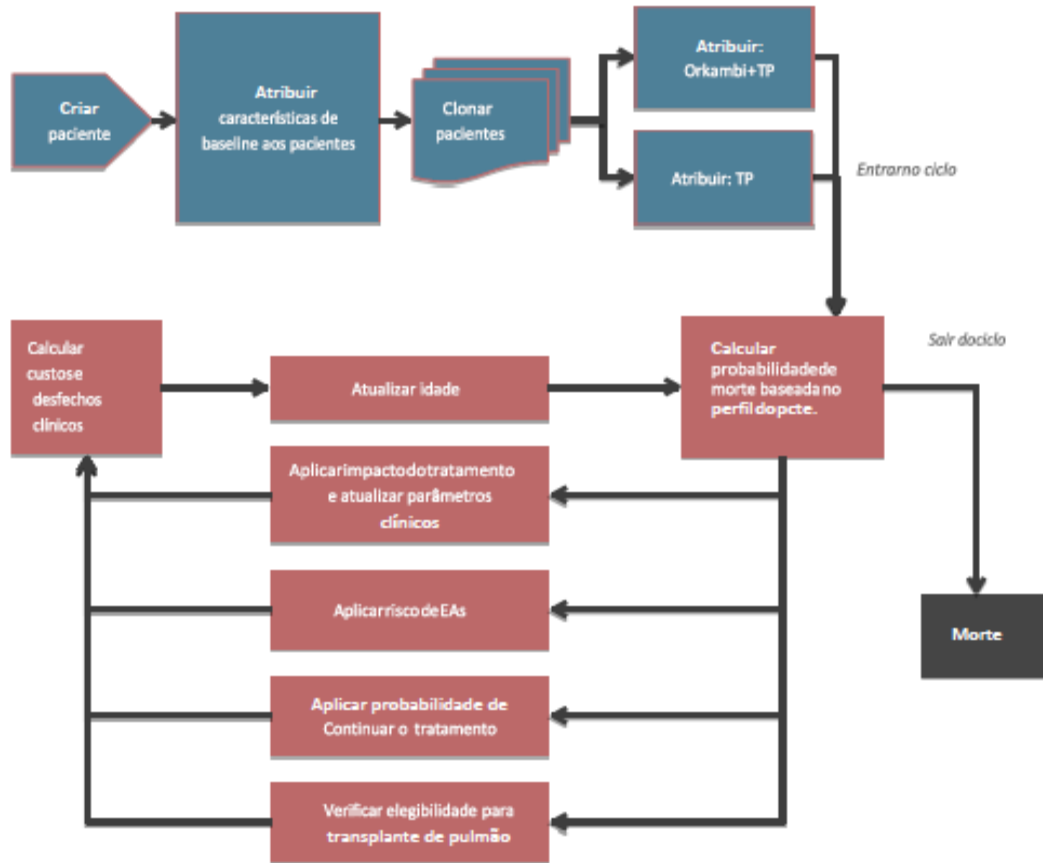 Criar
paciente
Atribuir
características de
baseline aos pacientes
Clonar
pacientes
Atribuir:
Orkambi+TP
Atribuir: TP
Entrarno ciclo
Calcular
custose
desfechos
clínicos
Atualizar idade
Calcular
probabilidadede
morte baseada no
perfil dopcte.
Sair dociclo
Aplicarimpactodotratamento
e atualizar parâmetros
clínicos
AplicarriscodeEAs
Aplicar probabilidade de
Continuar o tratamento
Verificar elegibilidade para
transplante de pulmão
Morte